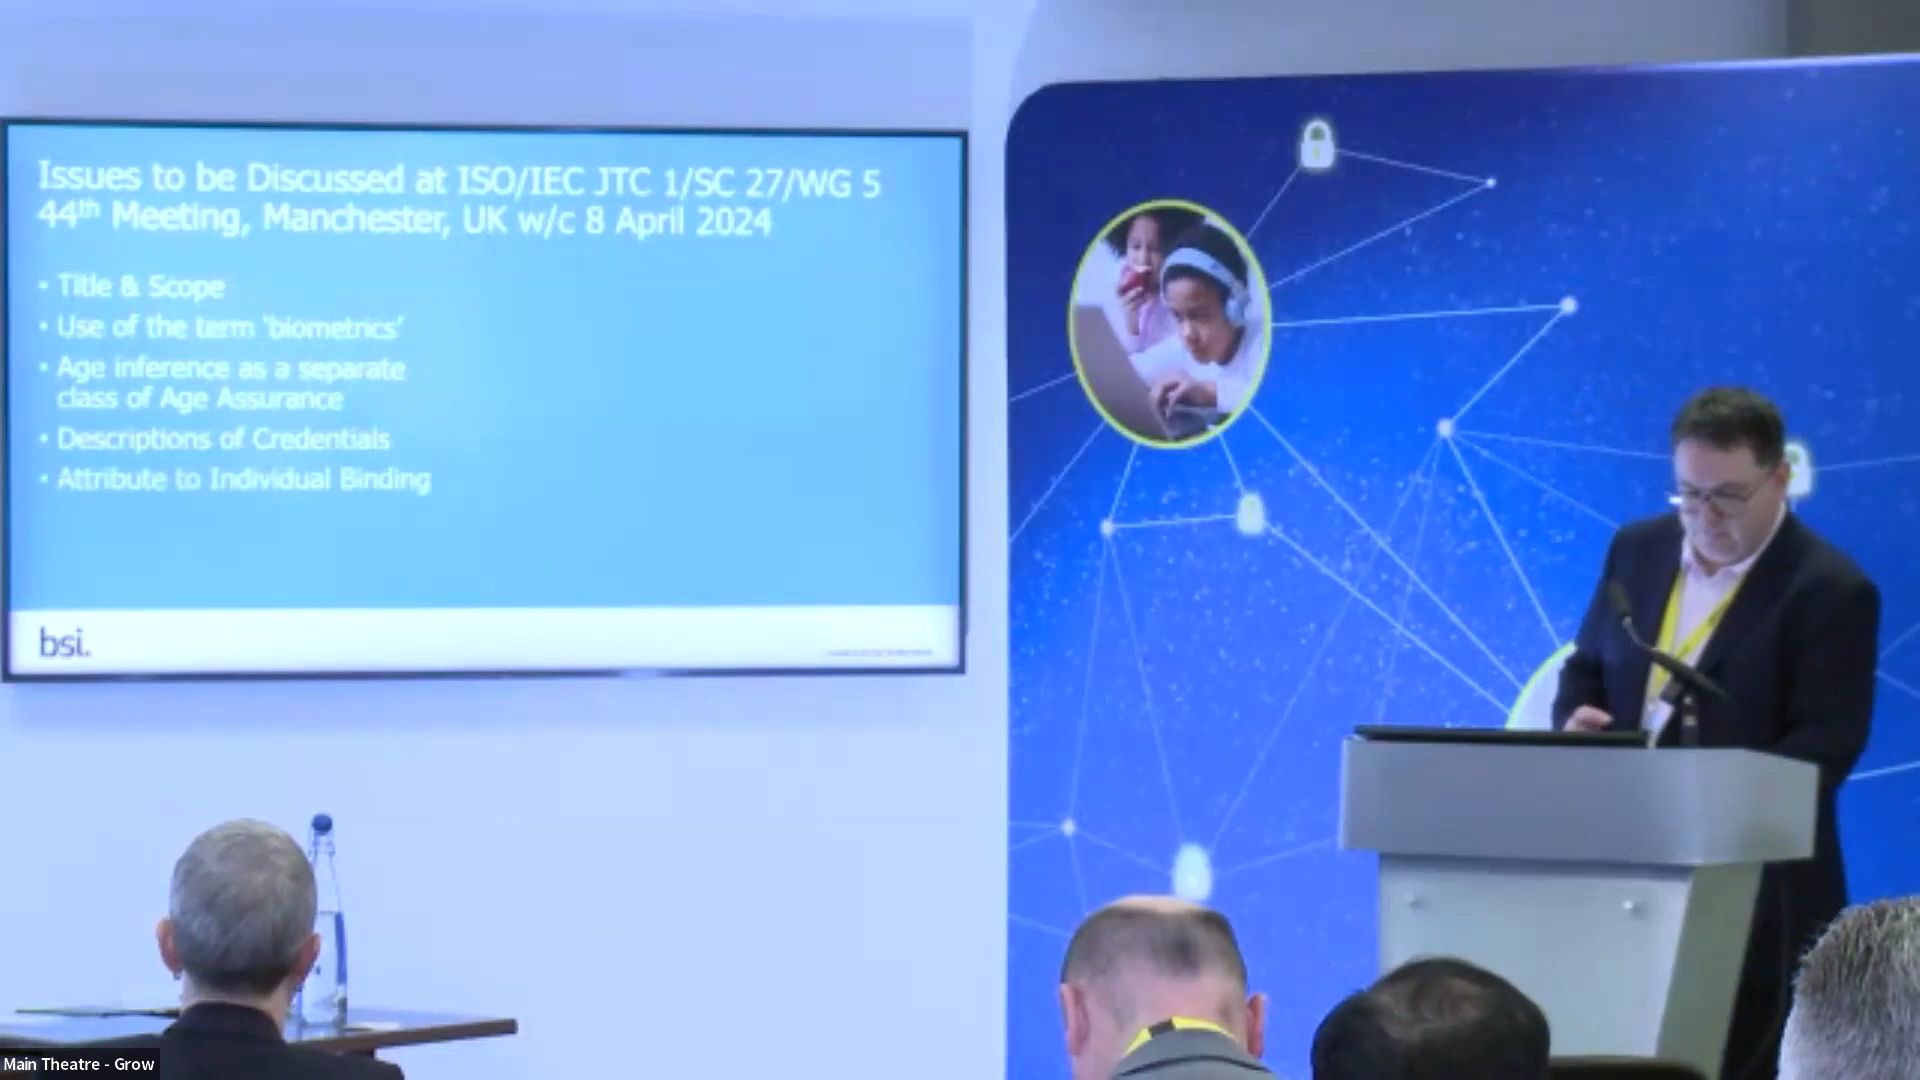 Issues to be Discussed at ISO/IEC JTC 1/SC 27/WG 5
44th Meeting, Manchester, UK w/c 8 April 2024
• Title & Scope
• Use of the term 'biometrics'
• Age inference as a separate
class of Age Assurance
• Descriptions of Credentials
• Attribute to Individual Binding
bsi.
Main Theatre - Grow